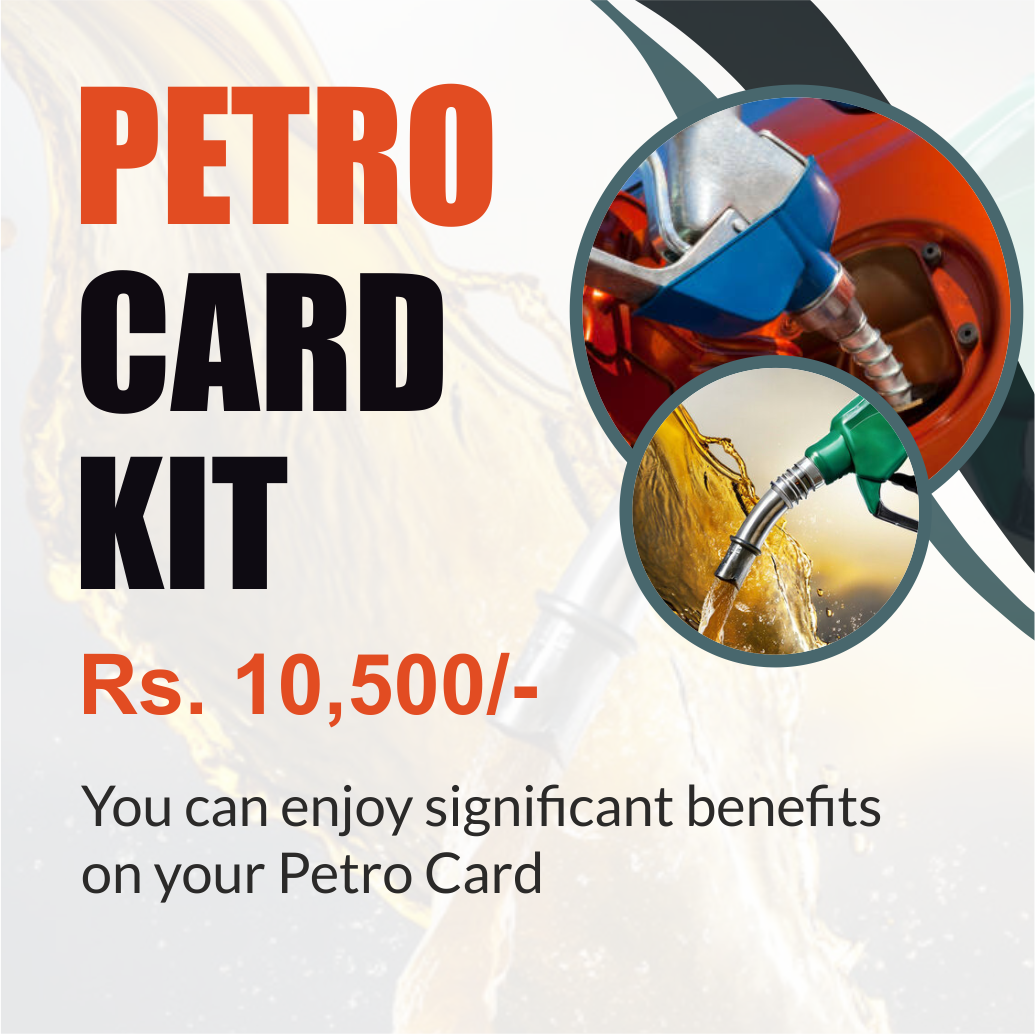 PETRO
CARD
KIT
Rs. 10,500/-
You can enjoy significant benefits
on your Petro Card